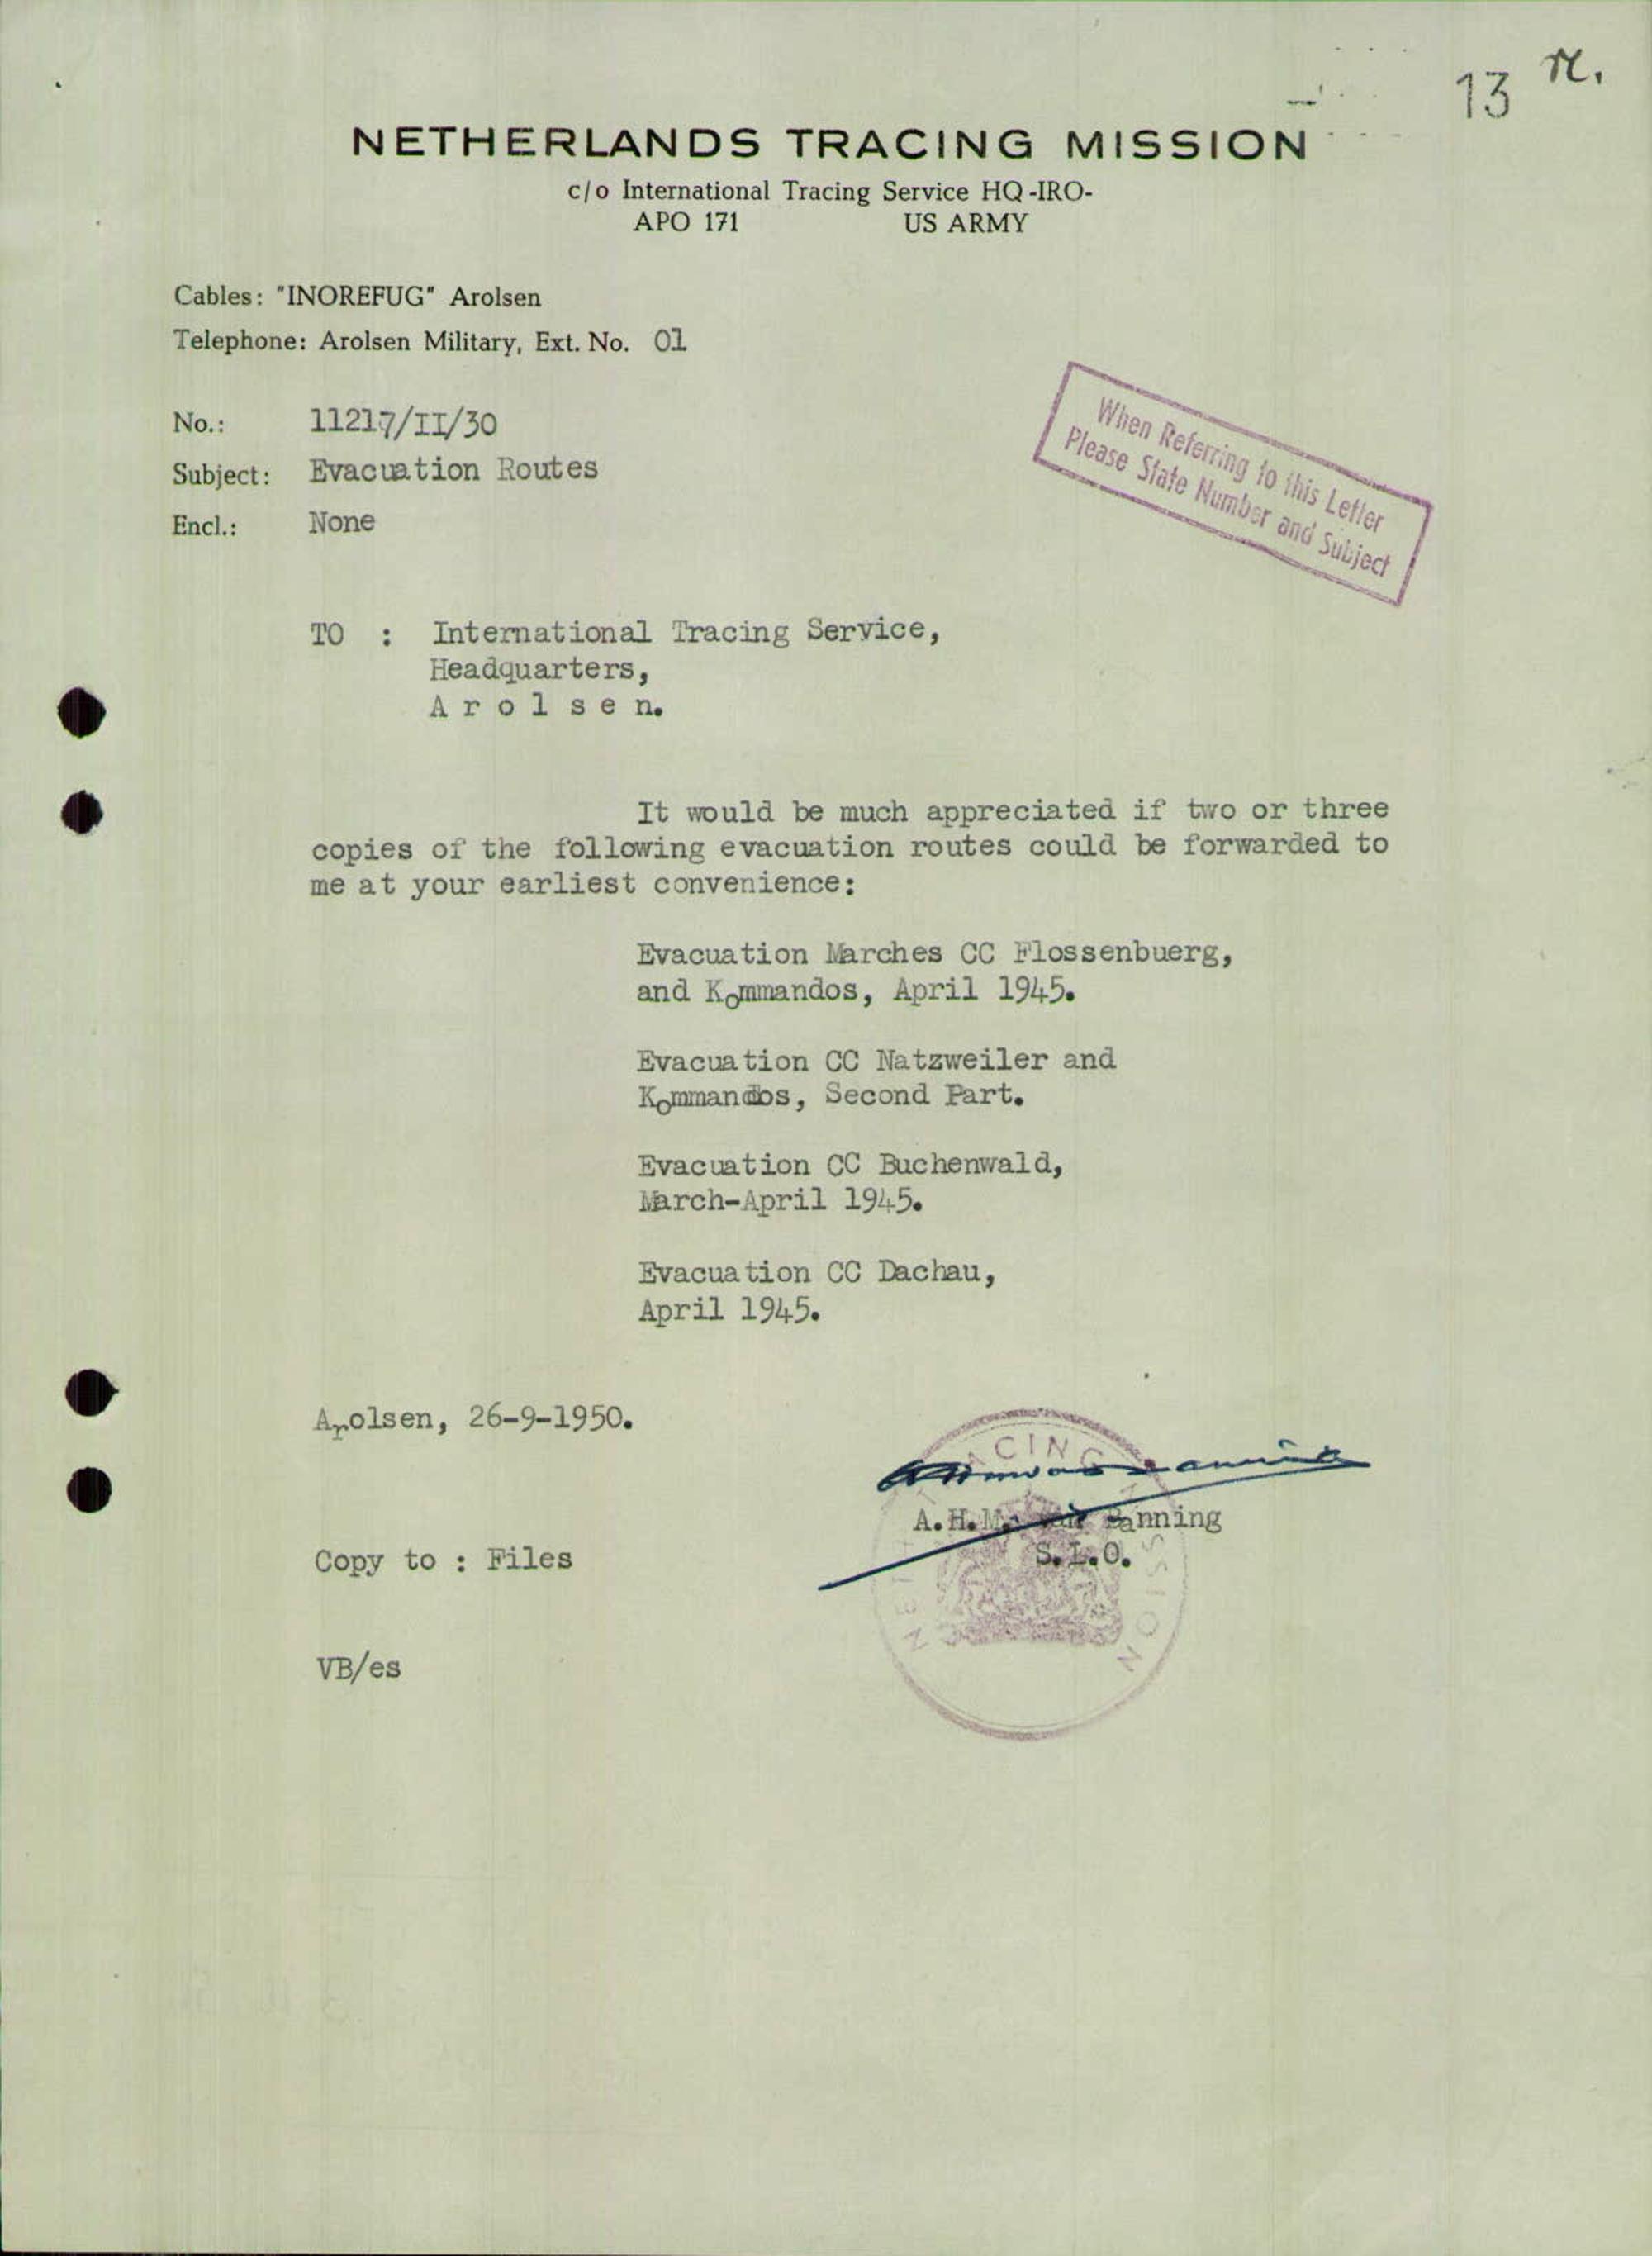 13 n.
NETHERLANDS TRACING MISSION
c/o International Tracing Service HQ-IRO-
APO 171 US ARMY
Cables: "INOREFUG" Arolsen
Telephone: Arolsen Military, Ext. No. 01
No.: 11217/II/30
Subject: Evacuation Routes
Encl.: None
When Referring to this Letter
Please State Number and Subject
TO : International Tracing Service,
Headquarters,
A r o l s e n.
It would be much appreciated if two or three
copies of the following evacuation routes could be forwarded to
me at your earliest convenience:
Evacuation Marches CC Flossenbuerg,
and Kommandos, April 1945.
Evacuation CC Natzweiler and
Kommandos, Second Part.
Evacuation CC Buchenwald,
March-April 1945.
Evacuation CC Dachau,
April 1945.
Arolsen, 26-9-1950.
A.H.M. van Banning
S.L.O.
Copy to : Files
VB/es